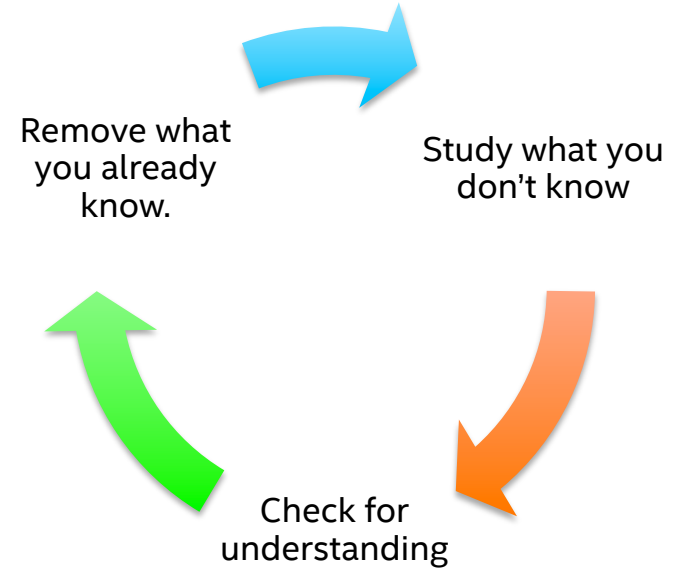 Remove what
you already
know.
Study what you
don’t know
Check for
understanding